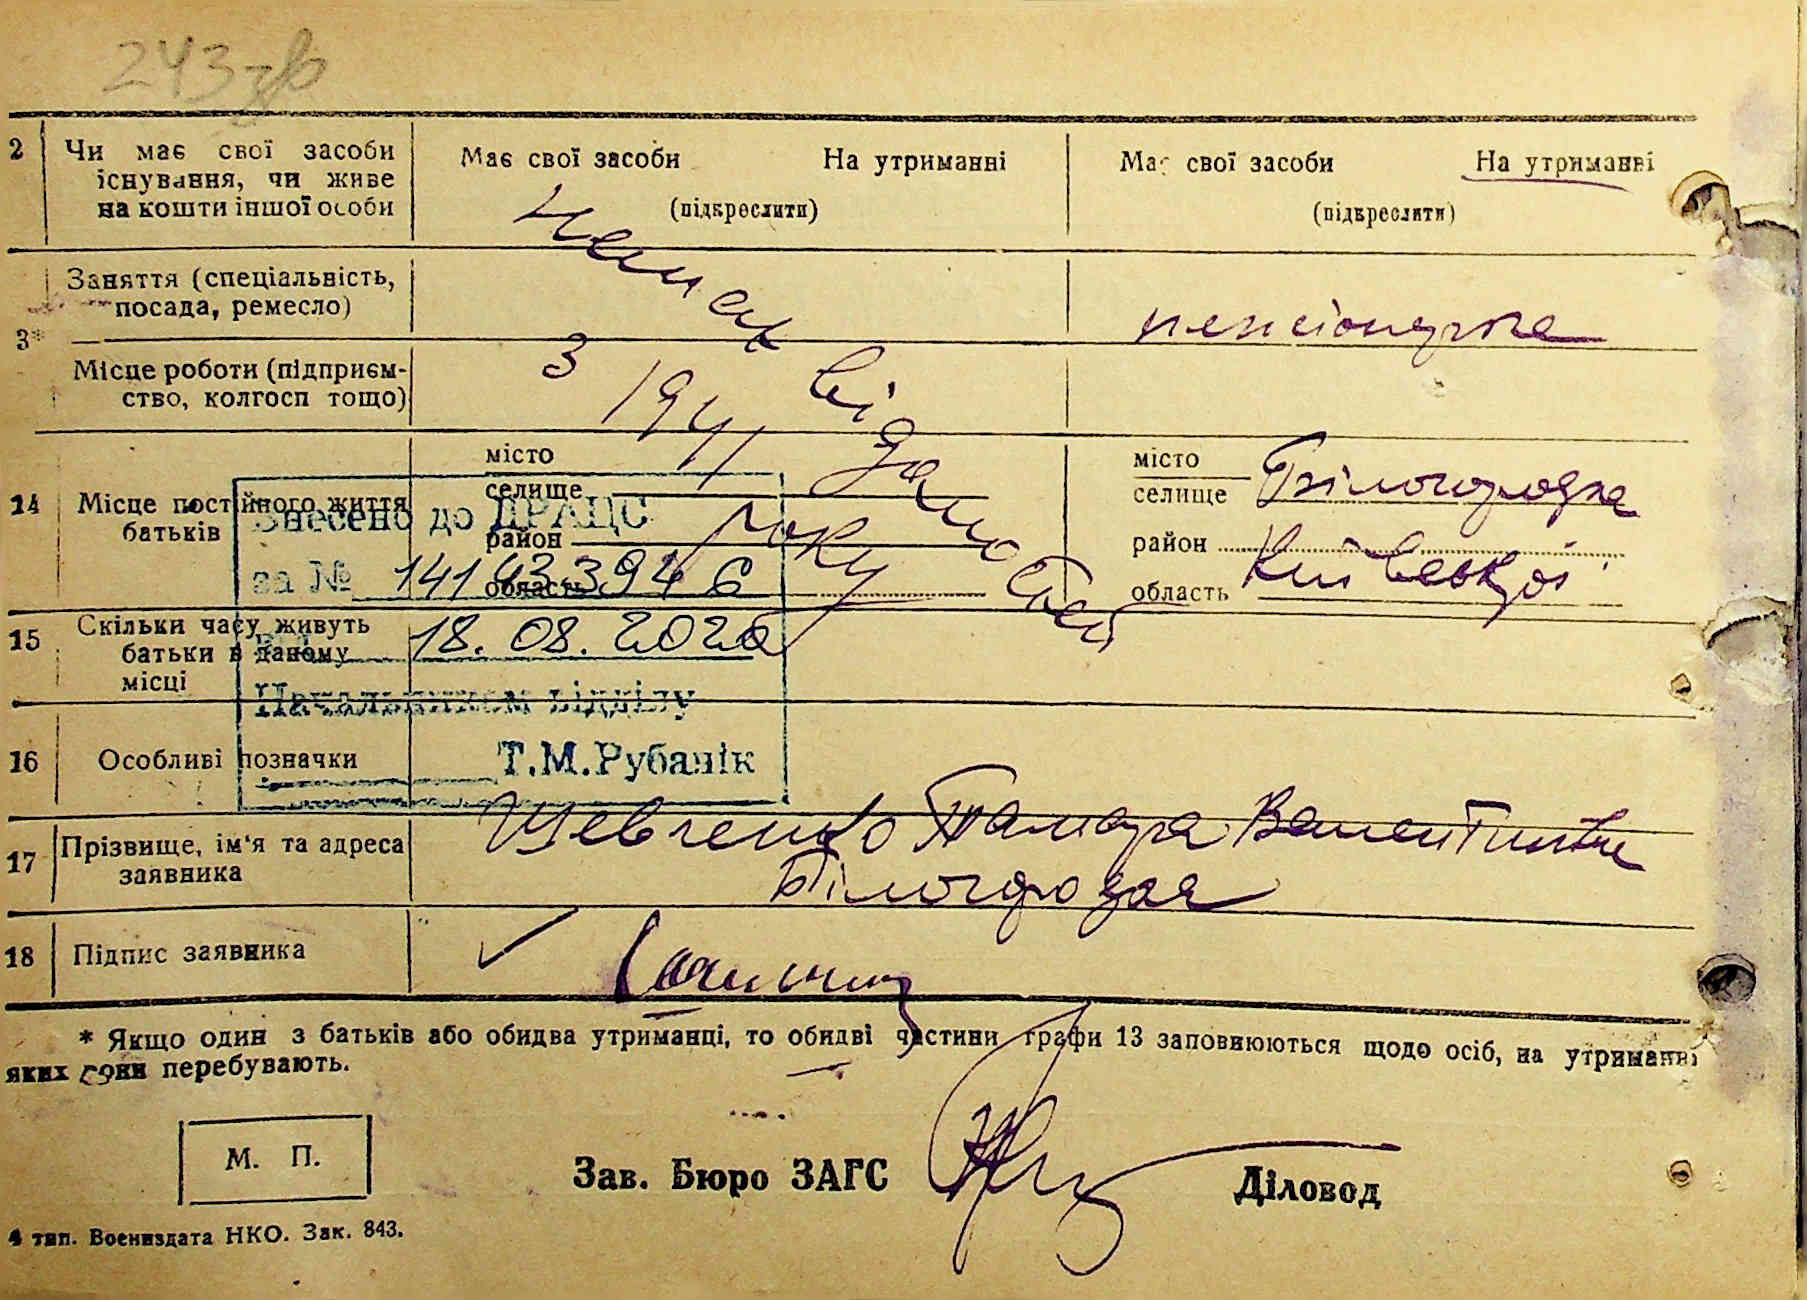 243зв
2 Чи має свої засоби існування, чи живе на кошти іншої особи
Має свої засоби На утриманні
(підкреслити)
Має свої засоби На утриманні
(підкреслити)
немає відомостей
з 1941 року
3* Заняття (спеціальність, посада, ремесло)
пенсіонерка
Місце роботи (підприєм-
ство, колгосп тощо)
14 Місце постійного життя
батьків
місто
селище
район
область
місто
селище Білогородка
район
область Київської
Внесено до ДРАЦС
за № 14143394 6
18.08.2020
Начальником відділу
Т.М.Рубанік
15 Скільки часу живуть
батьки в даному
місці
16 Особливі позначки
17 Прізвище, ім'я та адреса
заявника
Шевченко Тамара Валентинівна
Білогородка
18 Підпис заявника
* Якщо один з батьків або обидва утриманці, то обидві частини графи 13 заповнюються щодо осіб, на утриманні
яких вони перебувають.
М. П.
Зав. Бюро ЗАГС Діловод
4 тип. Воениздата НКО. Зак. 843.